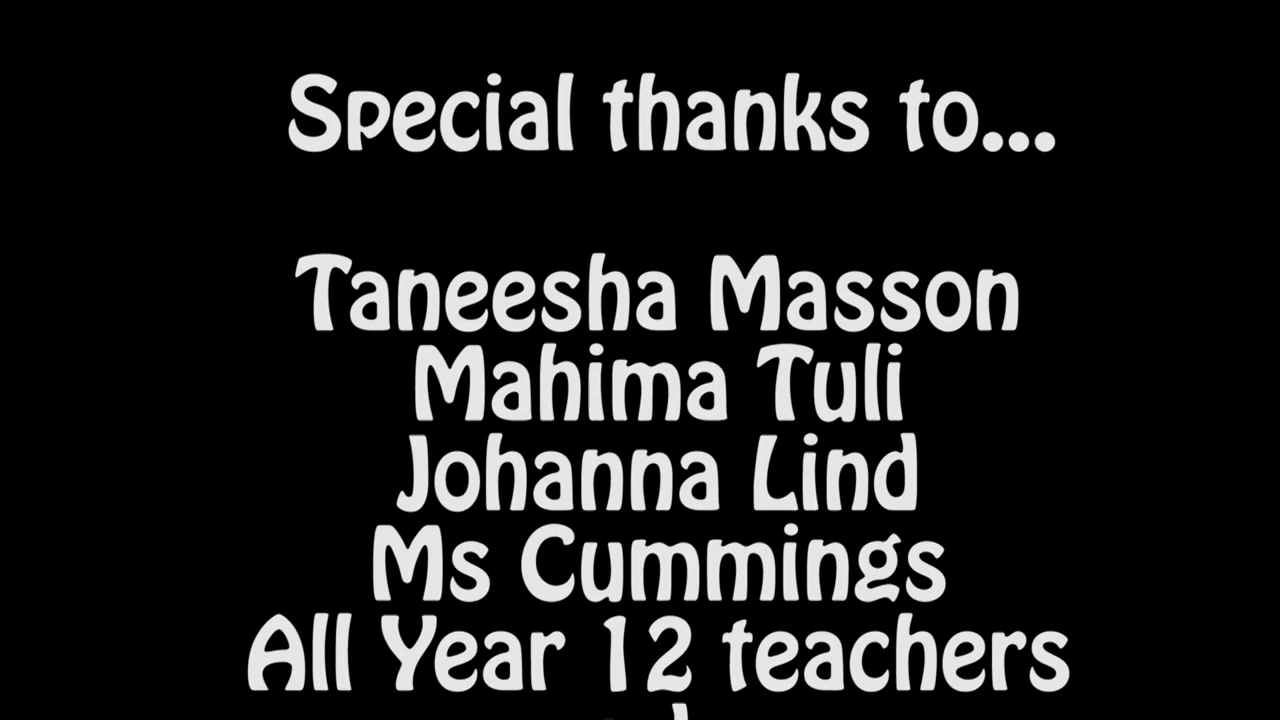 Special thanks to...
Taneesha Masson
Mahima Tuli
Johanna Lind
Ms Cummings
All Year 12 teachers